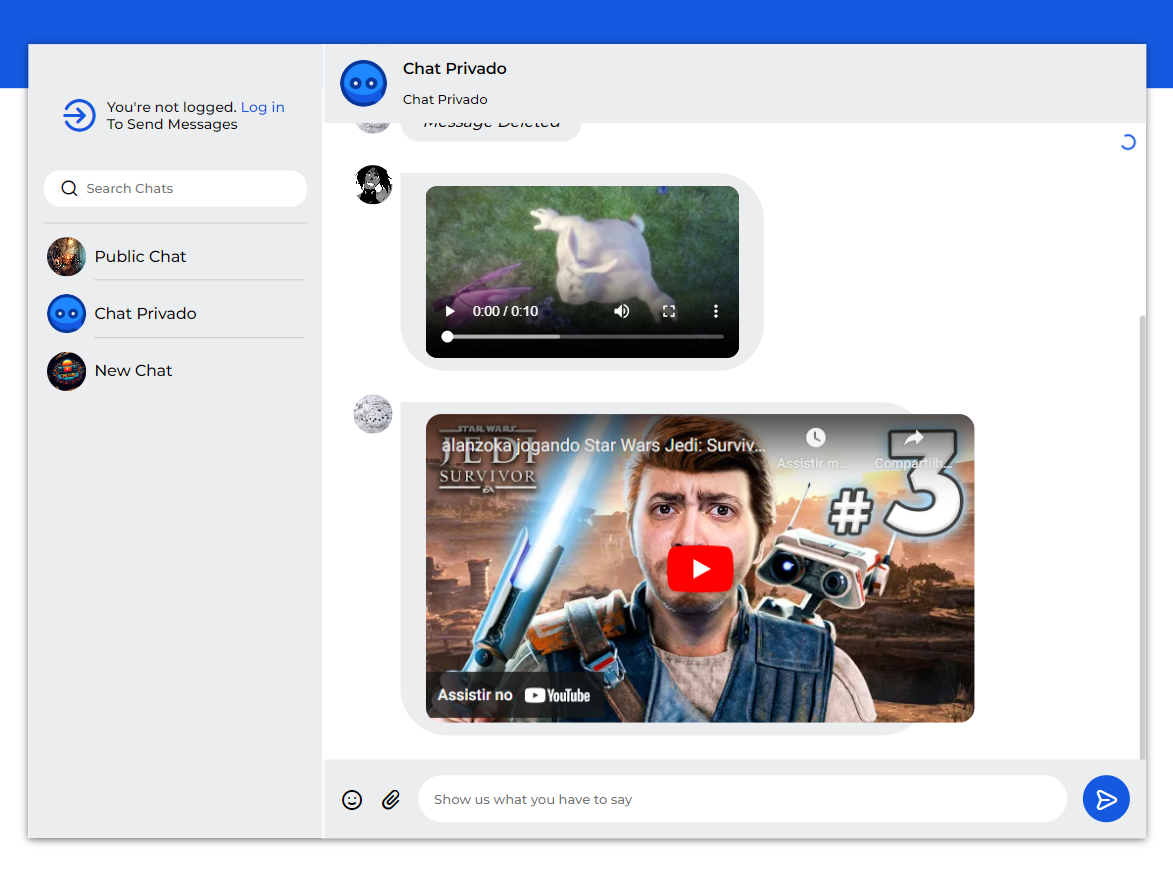 You're not logged. Log in
To Send Messages
Search Chats
Public Chat
Chat Privado
New Chat
Chat Privado
Chat Privado
Message Deleted
0:00 / 0:10
STAR WARS
JEDI
SURVIVOR
EA
alanzoka jogando Star Wars Jedi: Surviv...
Assistir m...
Compartilh...
#3
Assistir no YouTube
Show us what you have to say